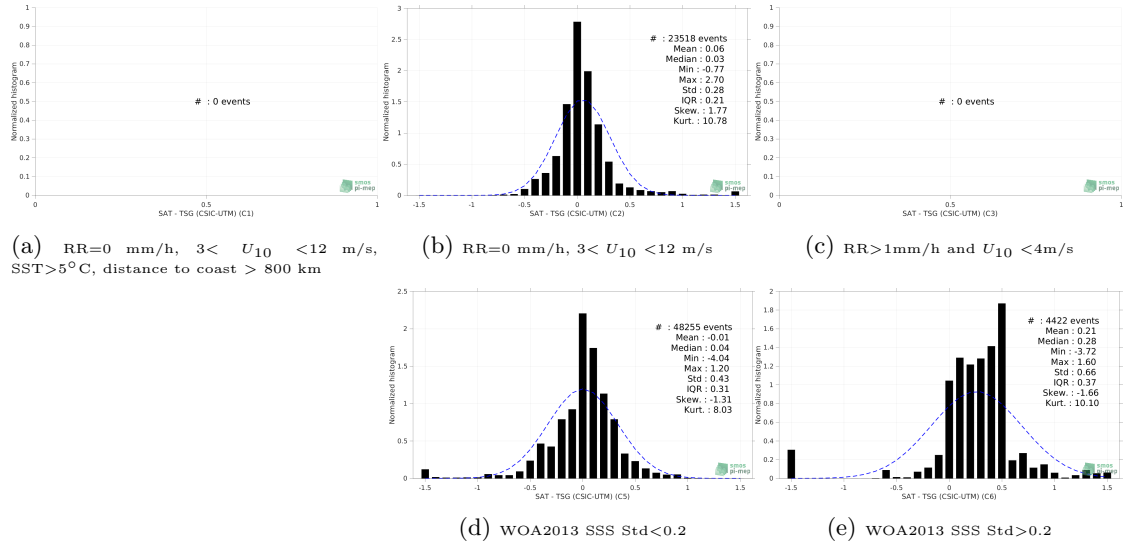 1
0.9
0.8
0.7
0.6
0.5
0.4
0.3
0.2
0.1
0
Normalized histogram
# : 0 events
smos
pi-mep
0 0.5 1
SAT - TSG (CSIC-UTM) (C1)
(a) RR=0 mm/h, 3< U10 <12 m/s,
SST>5°C, distance to coast > 800 km
3
2.5
2
1.5
1
0.5
0
Normalized histogram
# : 23518 events
Mean : 0.06
Median : 0.03
Min : -0.77
Max : 2.70
Std : 0.28
IQR : 0.21
Skew. : 1.77
Kurt. : 10.78
smos
pi-mep
-1.5 -1 -0.5 0 0.5 1 1.5
SAT - TSG (CSIC-UTM) (C2)
(b) RR=0 mm/h, 3< U10 <12 m/s
1
0.9
0.8
0.7
0.6
0.5
0.4
0.3
0.2
0.1
0
Normalized histogram
# : 0 events
smos
pi-mep
0 0.5 1
SAT - TSG (CSIC-UTM) (C3)
(c) RR>1mm/h and U10 <4m/s
2.5
2
1.5
1
0.5
0
Normalized histogram
# : 48255 events
Mean : -0.01
Median : 0.04
Min : -4.04
Max : 1.20
Std : 0.43
IQR : 0.31
Skew. : -1.31
Kurt. : 8.03
smos
pi-mep
-1.5 -1 -0.5 0 0.5 1 1.5
SAT - TSG (CSIC-UTM) (C5)
(d) WOA2013 SSS Std<0.2
2
1.8
1.6
1.4
1.2
1
0.8
0.6
0.4
0.2
0
Normalized histogram
# : 4422 events
Mean : 0.21
Median : 0.28
Min : -3.72
Max : 1.60
Std : 0.66
IQR : 0.37
Skew. : -1.66
Kurt. : 10.10
smos
pi-mep
-1.5 -1 -0.5 0 0.5 1 1.5
SAT - TSG (CSIC-UTM) (C6)
(e) WOA2013 SSS Std>0.2